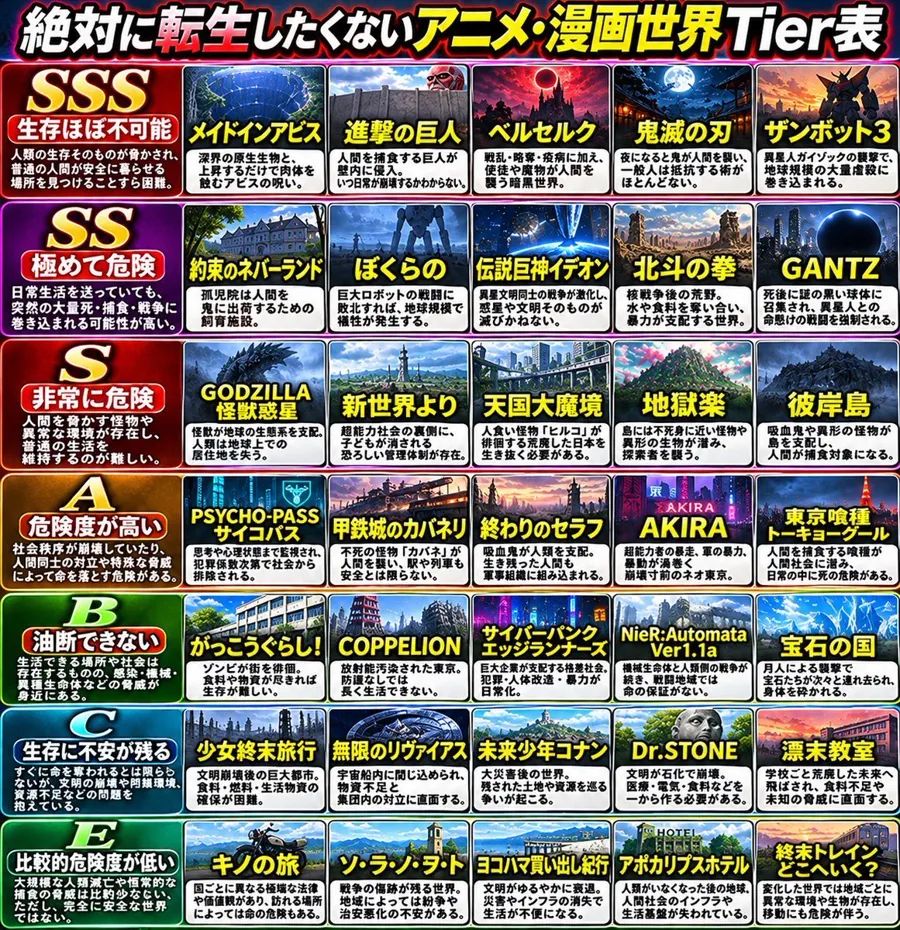 絶対に転生したくないアニメ・漫画世界Tier表
SSS
生存ほぼ不可能
人類の生存そのものが脅かされ、
普通の人間が安全に暮らせる
場所を見つけることすら困難。
メイドインアビス
深界の原生生物と、
上昇するだけで肉体を
蝕むアビスの呪い。
進撃の巨人
人間を捕食する巨人が
壁内に侵入。
いつ日常が崩壊するかわからない。
ベルセルク
戦乱・略奪・疫病に加え、
使徒や魔物が人間を
襲う暗黒世界。
鬼滅の刃
夜になると鬼が人間を襲い、
一般人は抵抗する術が
ほとんどない。
ザンボット3
異星人ガイゾックの襲撃で、
地球規模の大量虐殺に
巻き込まれる。
SS
極めて危険
日常生活を送っていても、
突然の大量死・捕食・戦争に
巻き込まれる可能性が高い。
約束のネバーランド
孤児院は人間を
鬼に出荷するための
飼育施設。
ぼくらの
巨大ロボットの戦闘に
敗北すれば、地球規模で
犠牲が発生する。
伝説巨神イデオン
異星文明同士の戦争が激化し、
惑星や文明そのものが
滅びかねない。
北斗の拳
核戦争後の荒野。
水や食料を奪い合い、
暴力が支配する世界。
GANTZ
死後に謎の黒い球体に
召集され、異星人との
命懸けの戦闘を強制される。
S
非常に危険
人間を脅かす怪物や
異常な環境が存在し、
普通の生活を
維持するのが難しい。
GODZILLA
怪獣惑星
怪獣が地球の生態系を支配。
人類は地球上での
居住地を失う。
新世界より
超能力社会の裏側に、
子どもが消される
恐ろしい管理体制が存在。
天国大魔境
人食い怪物「ヒルコ」が
徘徊する荒廃した日本を
生き抜く必要がある。
地獄楽
島には不死身に近い怪物や
異形の生物が潜み、
探索者を襲う。
彼岸島
吸血鬼や異形の怪物が
島を支配し、
人間が捕食対象になる。
A
危険度が高い
社会秩序が崩壊していたり、
人間同士の対立や特殊な脅威
によって命を落とす危険がある。
PSYCHO-PASS
サイコパス
思考や心理状態まで監視され、
犯罪係数次第で社会から
排除される。
甲鉄城のカバネリ
不死の怪物「カバネ」が
人間を襲い、駅や列車も
安全とは限らない。
終わりのセラフ
吸血鬼が人類を支配。
生き残った人間も
軍事組織に組み込まれる。
AKIRA
AKIRA
超能力者の暴走、軍の暴力、
暴動が渦巻く
崩壊寸前のネオ東京。
東京喰種
トーキョーグール
人間を捕食する喰種が
人間社会に潜み、
日常の中に死の危険がある。
B
油断できない
生活できる場所や社会は
存在するものの、感染・機械・
異種生命体などの脅威が
身近にある。
がっこうぐらし!
ゾンビが街を徘徊。
食料や物資が尽きれば
生存が難しい。
COPPELION
放射能汚染された東京。
防護なしでは
長く生活できない。
サイバーパンク
エッジランナーズ
巨大企業が支配する格差社会。
犯罪・人体改造・暴力が
日常化。
NieR:Automata
Ver1.1a
機械生命体と人類側の戦争が
続き、戦闘地域では
命の保証がない。
宝石の国
月人による襲撃で
宝石たちが次々と連れ去られ、
身体を砕かれる。
C
生存に不安が残る
すぐに命を奪われるとは限ら
ないが、文明の崩壊や
環境、
資源不足などの問題を
抱えている。
少女終末旅行
文明崩壊後の巨大都市。
食料・燃料・生活物資の
確保が困難。
無限のリヴァイアス
宇宙船内に閉じ込められ、
物資不足と
集団内の対立に直面する。
未来少年コナン
大災害後の世界。
残された土地や資源を巡る
争いが起こる。
Dr.STONE
文明が石化で崩壊。
医療・電気・食料などを
一から作る必要がある。
漂末教室
学校ごと荒廃した未来へ
飛ばされ、食料不足や
未知の脅威に直面する。
E
比較的危険度が低い
大規模な人類滅亡や恒常的な
捕食の脅威は比
少ない。
ただし、完全に安全な世界
ではない。
キノの旅
国ごとに異なる極端な法律
や価値観があり、訪れる場所
によっては命の危険もある。
ソ・ラ・ノ・ヲ・ト
戦争の傷跡が残る世界。
地域によっては紛争や
治安悪化の不安がある。
ヨコハマ買い出し紀行
文明がゆるやかに衰退。
災害やインフラの消失で
生活が不便になる。
HOTEL
アポカリプスホテル
人類がいなくなった後の地球。
人間社会のインフラや
生活基盤が失われている。
終末トレイン
どこへいく?
変化した世界では地域ごとに
異常な環境や生物が存在し、
移動にも危険が伴う。